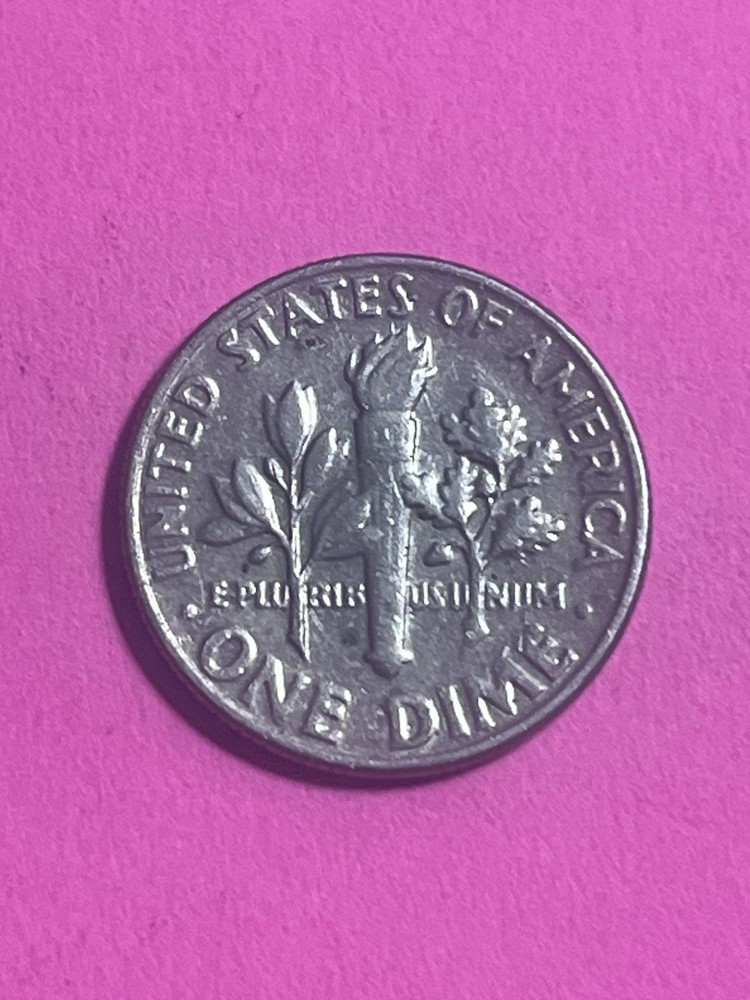 UNITED STATES OF AMERICA
E PLURIBUS UNUM
· ONE DIME ·